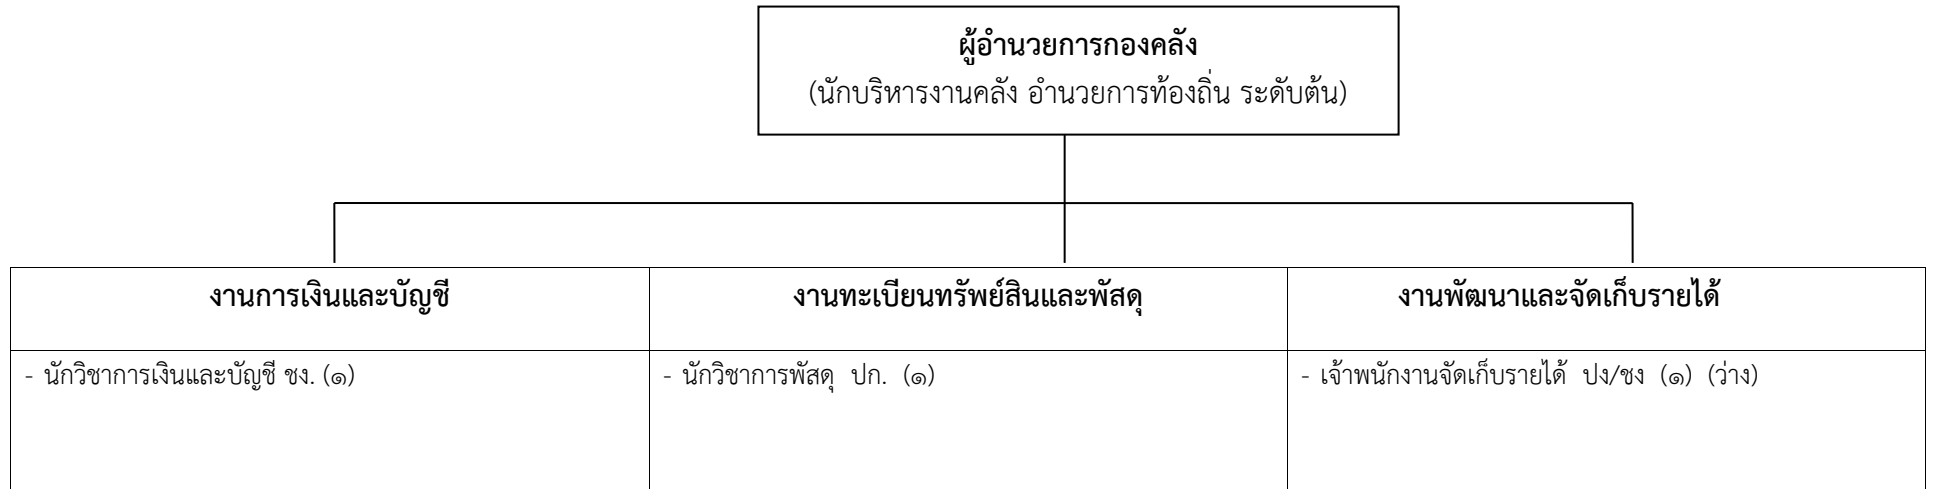 ผู้อำนวยการกองคลัง
(นักบริหารงานคลัง อำนวยการท้องถิ่น ระดับต้น)
งานการเงินและบัญชี
งานทะเบียนทรัพย์สินและพัสดุ
งานพัฒนาและจัดเก็บรายได้
- นักวิชาการเงินและบัญชี ชง. (๑)
- นักวิชาการพัสดุ ปก. (๑)
- เจ้าพนักงานจัดเก็บรายได้ ปง/ชง (๑) (ว่าง)